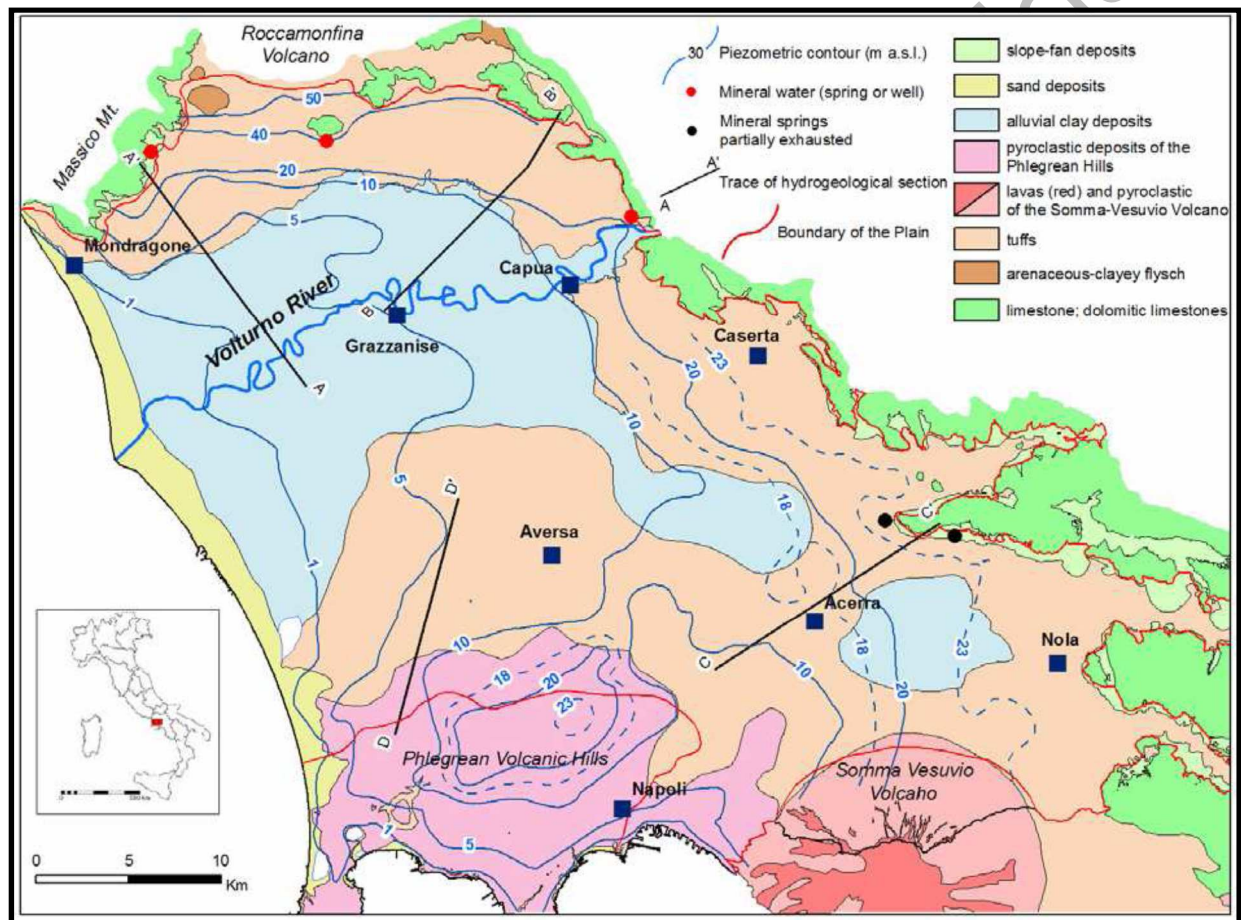 Roccamonfina
Volcano
Massico Mt.
30 Piezometric contour (m a.s.l.)
Mineral water (spring or well)
Mineral springs
partially exhausted
A'
Trace of hydrogeological section
A
Boundary of the Plain
slope-fan deposits
sand deposits
alluvial clay deposits
pyroclastic deposits of the
Phlegrean Hills
lavas (red) and pyroclastic
of the Somma-Vesuvio Volcano
tuffs
arenaceous-clayey flysch
limestone; dolomitic limestones
50
40
20
10
5
B'
A'
Mondragone
1
Volturno River
Capua
B
Grazzanise
A
Caserta
23
20
10
5
D'
18
C'
Aversa
1
Acerra
C
18
10
20
23
Nola
10
18
20
23
D
Phlegrean Volcanic Hills
Somma Vesuvio
Volcaho
Napoli
1
5
0 5 10
Km